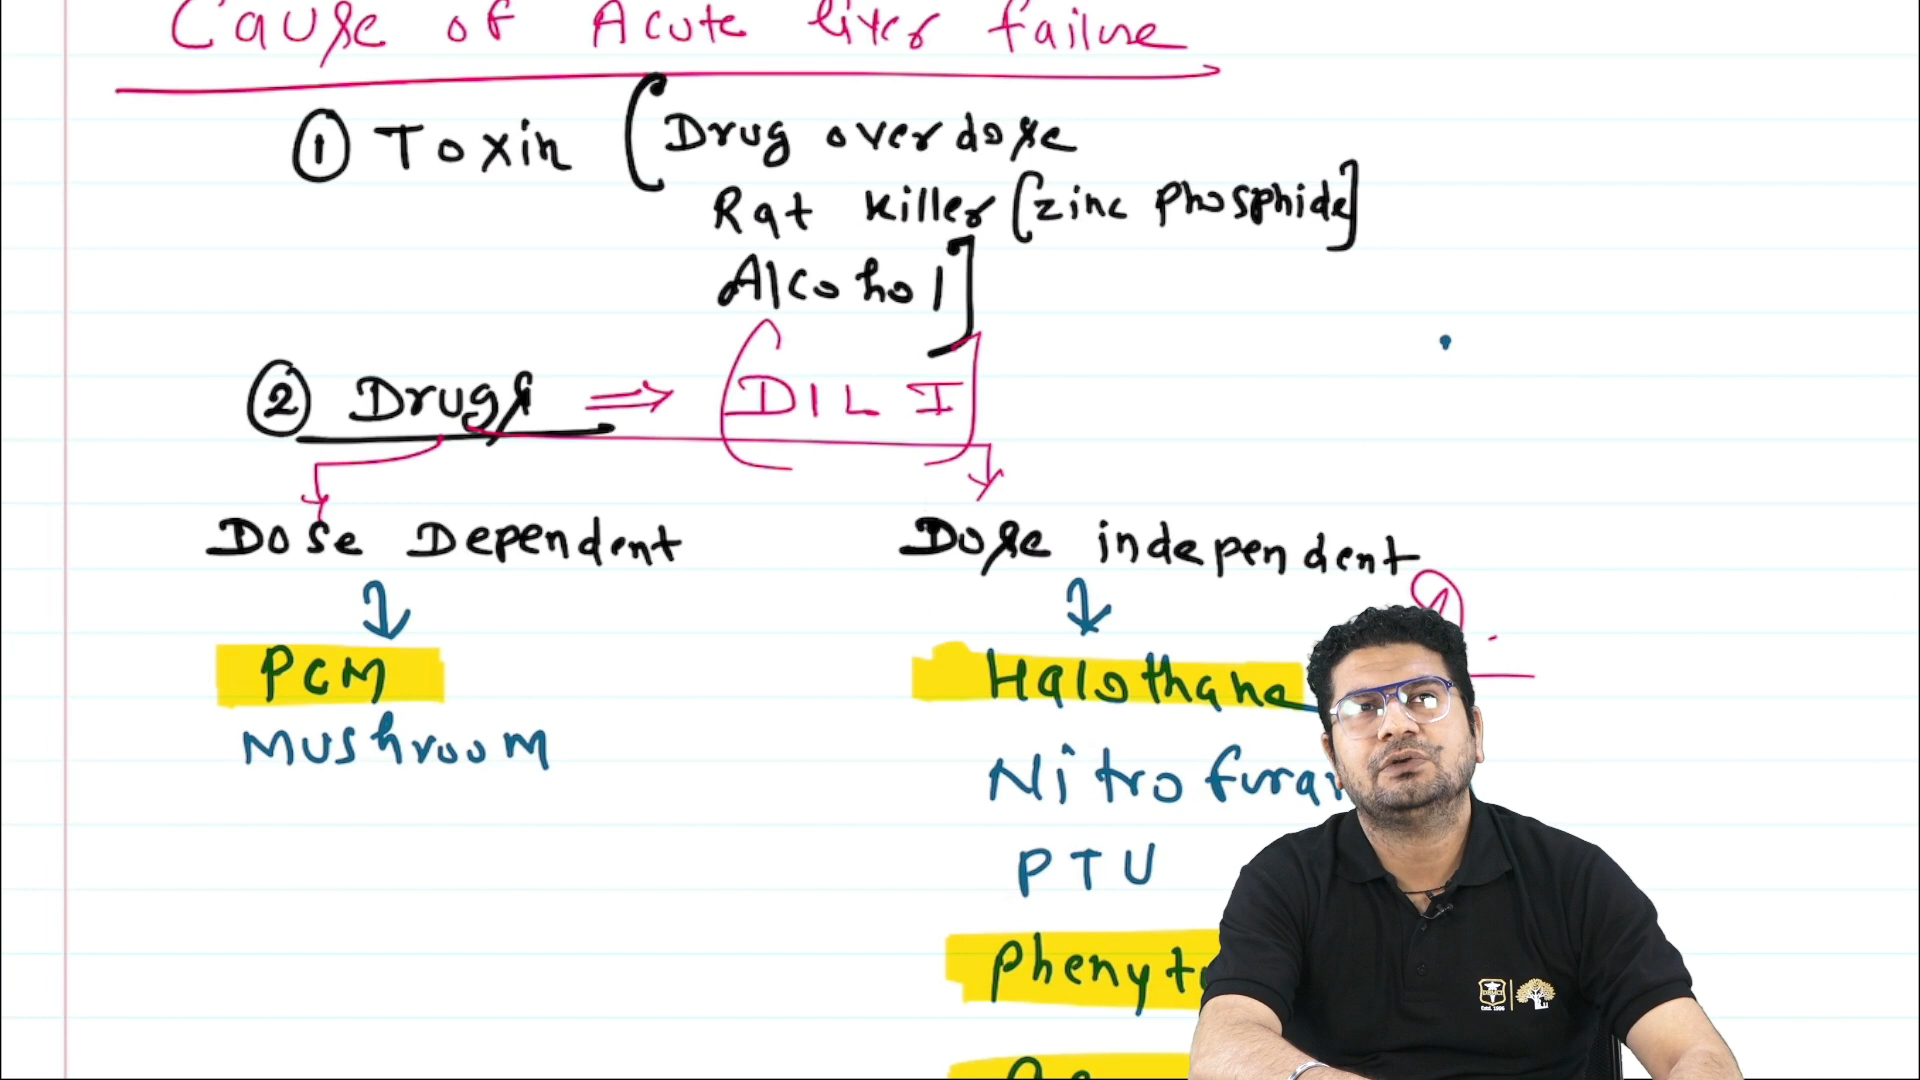 Cause of Acute liver failure
① Toxin [Drug overdose
Rat killer [zinc phosphide]
Alcohol]
② Drugs ⇒ [DILI]
Dose Dependent
Dose independent
PCM
Halothane
Mushroom
PTU